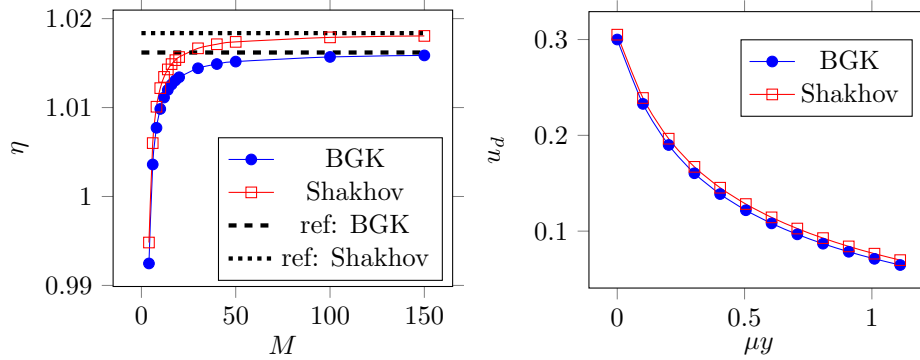 1.02
1.01
1
0.99
η
0
50
100
150
M
BGK
Shakhov
ref: BGK
ref: Shakhov
0.3
0.2
0.1
u_d
0
0.5
1
μy
BGK
Shakhov